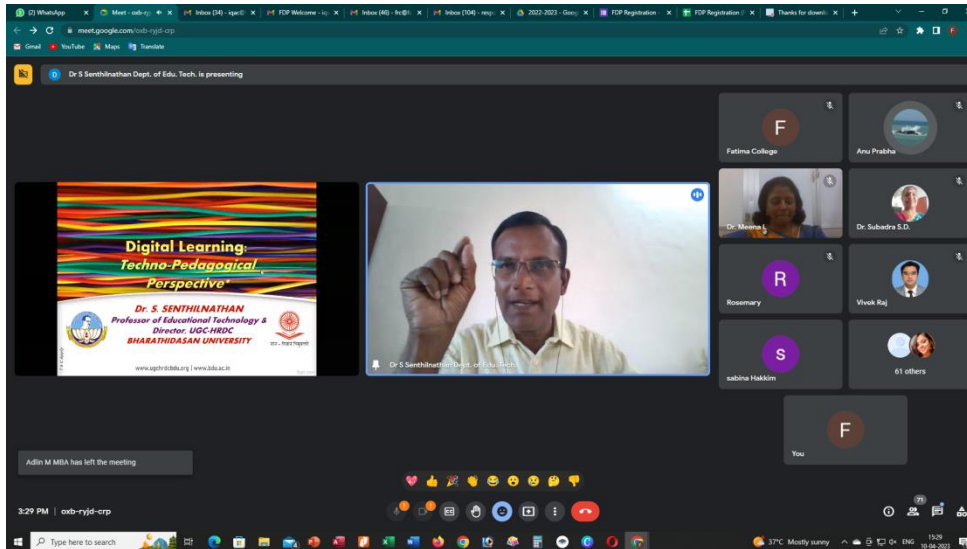 (2) WhatsApp
Meet - oxb-ryj
Inbox (34) - iqac@
FDP Welcome - iq
Inbox (46) - frc@f
Inbox (104) - resp
2022-2023 - Goog
FDP Registration
FDP Registration (F
Thanks for downlo
meet.google.com/oxb-ryjd-crp
Gmail
YouTube
Maps
Translate
D
Dr S Senthilnathan Dept. of Edu. Tech. is presenting
Digital Learning:
Techno-Pedagogical
Perspective
Dr. S. SENTHILNATHAN
Professor of Educational Technology &
Director, UGC-HRDC
BHARATHIDASAN UNIVERSITY
www.ugchrdcbdu.org | www.bdu.ac.in
Dr S Senthilnathan Dept. of Edu. Tech.
F
Fatima College
Anu Prabha
Dr. Meena L
Dr. Subadra S.D.
R
Rosemary
Vivek Raj
S
sabina Hakkim
61 others
F
You
Adlin M MBA has left the meeting
3:29 PM | oxb-ryjd-crp
71
Type here to search
37°C Mostly sunny
ENG
15:29
10-04-2023